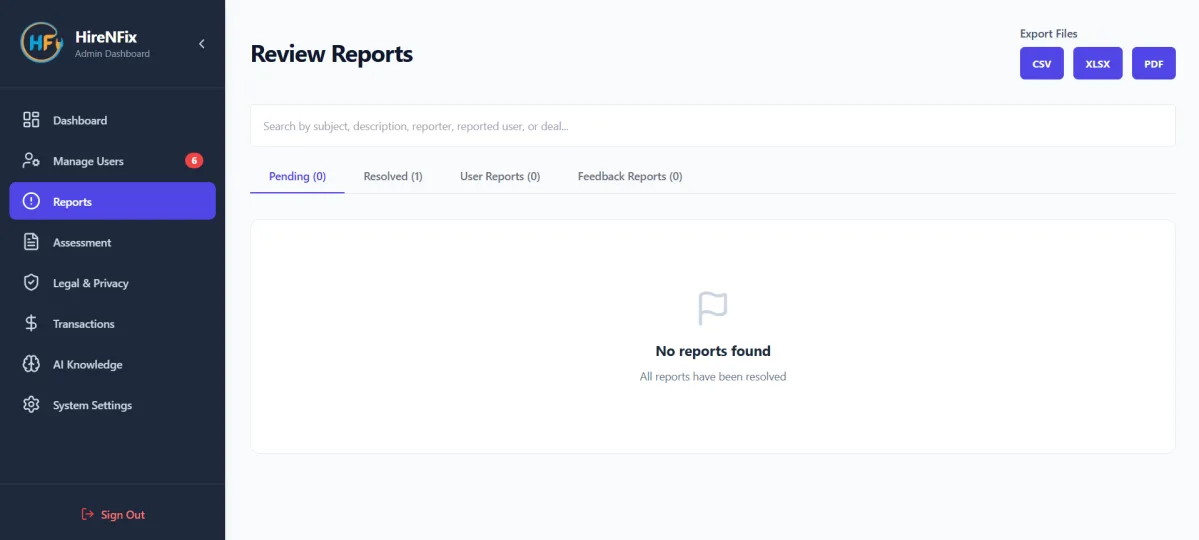 HF
HireNFix
Admin Dashboard
Dashboard
Manage Users 6
Reports
Assessment
Legal & Privacy
Transactions
AI Knowledge
System Settings
Sign Out
Review Reports
Export Files
CSV XLSX PDF
Search by subject, description, reporter, reported user, or deal...
Pending (0) Resolved (1) User Reports (0) Feedback Reports (0)
No reports found
All reports have been resolved